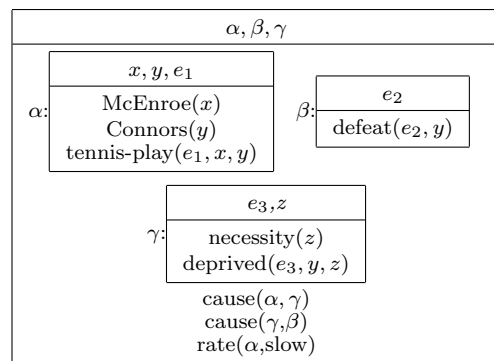 α, β, γ
x, y, e₁
α:
McEnroe(x)
Connors(y)
tennis-play(e₁, x, y)
e₂
β:
defeat(e₂, y)
e₃,z
γ:
necessity(z)
deprived(e₃, y, z)
cause(α, γ)
cause(γ,β)
rate(α,slow)